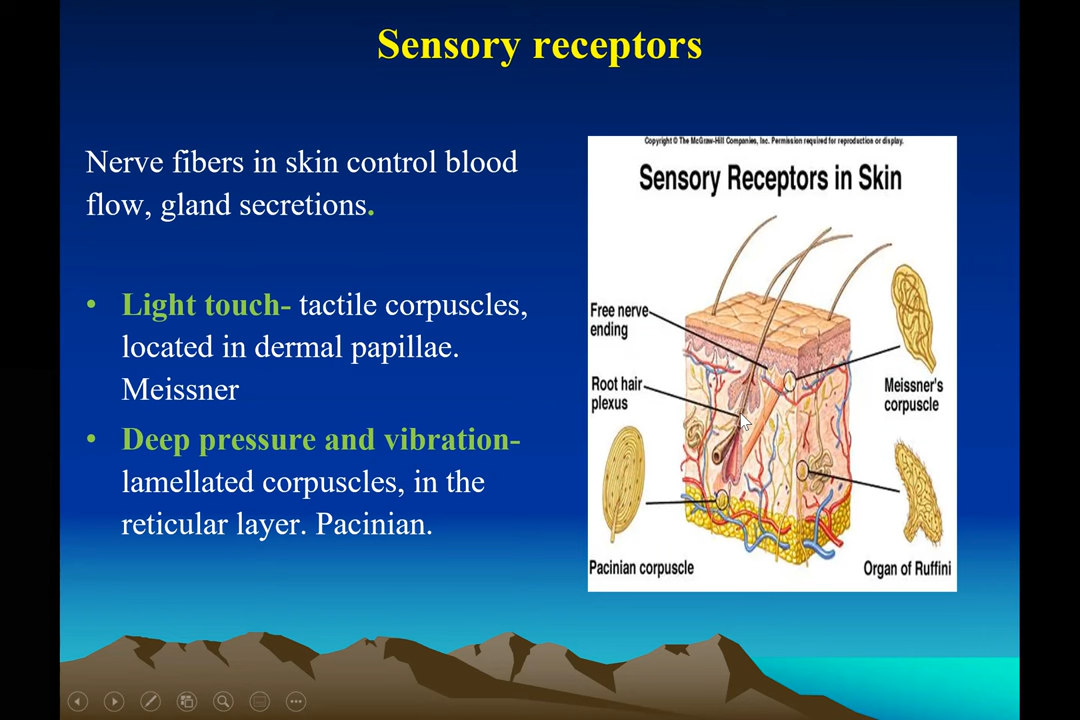 Sensory receptors
Nerve fibers in skin control blood
flow, gland secretions.
• Light touch- tactile corpuscles,
located in dermal papillae.
Meissner
• Deep pressure and vibration-
lamellated corpuscles, in the
reticular layer. Pacinian.
Copyright © The McGraw-Hill Companies, Inc. Permission required for reproduction or display.
Sensory Receptors in Skin
Free nerve
ending
Root hair
plexus
Meissner's
corpuscle
Pacinian corpuscle
Organ of Ruffini